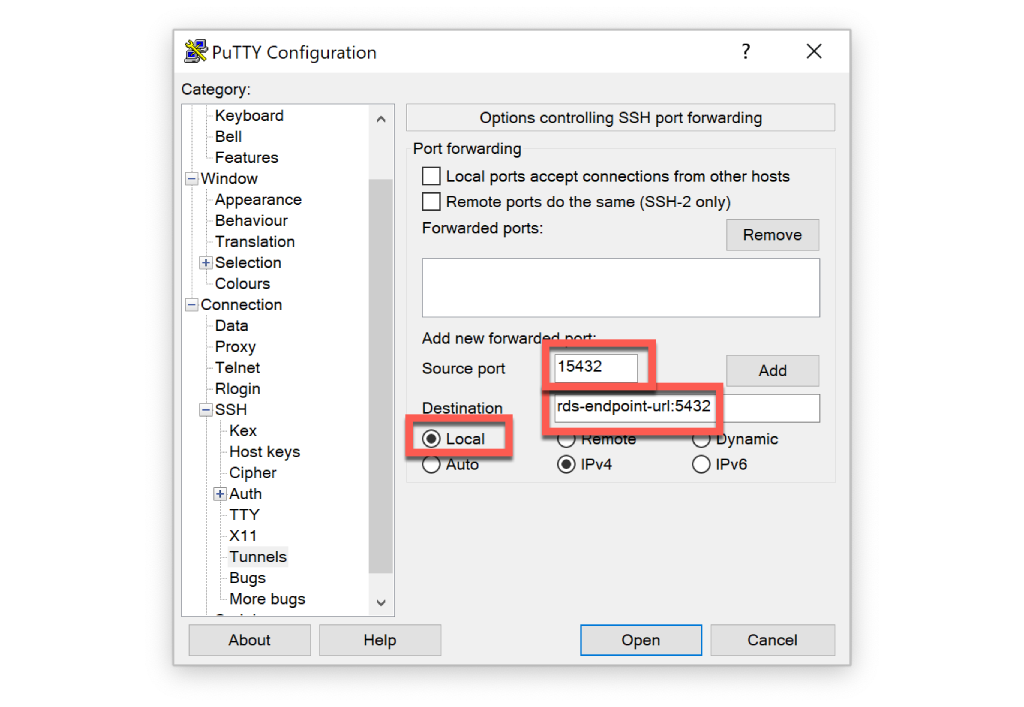 PuTTY Configuration
?
Category:
Keyboard
Bell
Features
Window
Appearance
Behaviour
Translation
Selection
Colours
Connection
Data
Proxy
Telnet
Rlogin
SSH
Kex
Host keys
Cipher
Auth
TTY
X11
Tunnels
Bugs
More bugs
Options controlling SSH port forwarding
Port forwarding
Local ports accept connections from other hosts
Remote ports do the same (SSH-2 only)
Forwarded ports:
Remove
Add new forwarded port:
Source port
15432
Add
Destination
rds-endpoint-url:5432
Local
Remote
Dynamic
Auto
IPv4
IPv6
About
Help
Open
Cancel